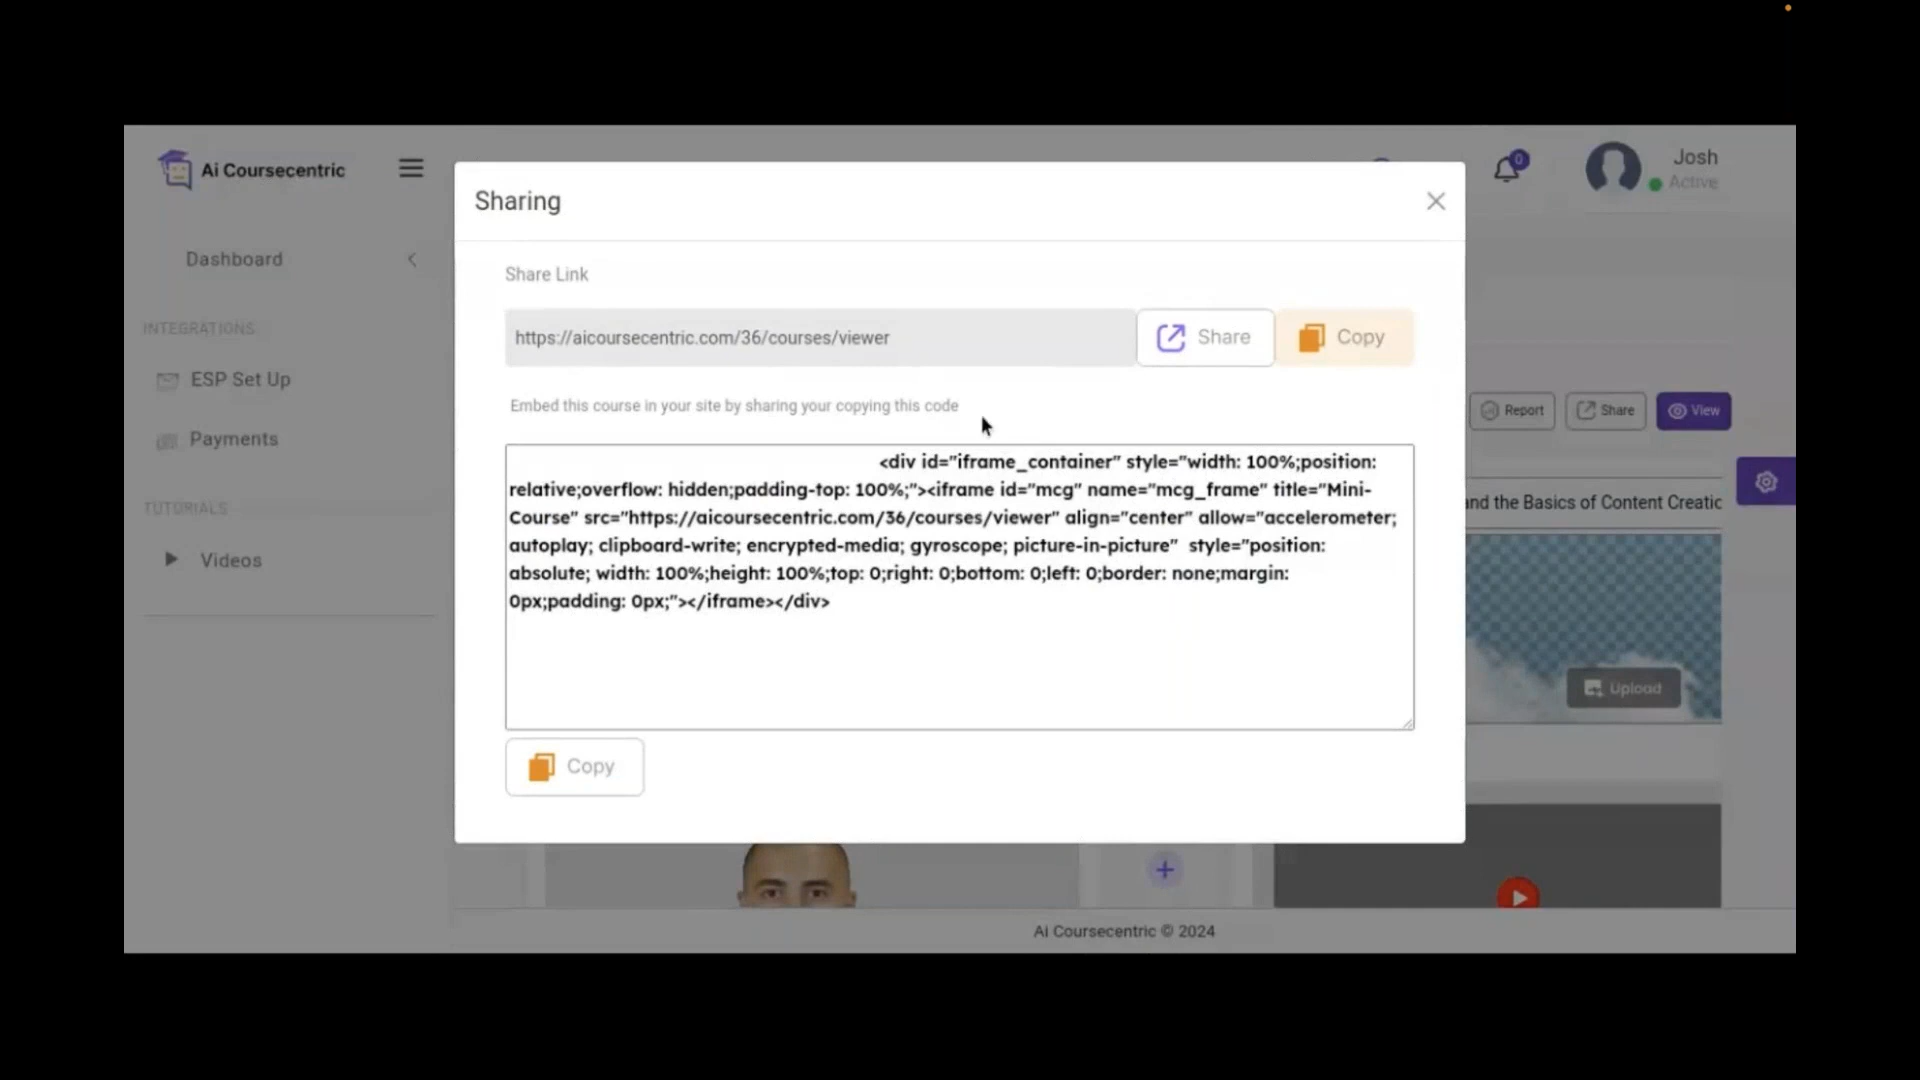 Ai Coursecentric
0
Josh
Active
Sharing
Dashboard
Share Link
INTEGRATIONS
https://aicoursecentric.com/36/courses/viewer
Share
Copy
ESP Set Up
Embed this course in your site by sharing your copying this code
Report
Share
View
Payments
<div id="iframe_container" style="width: 100%;position:
relative;overflow: hidden;padding-top: 100%;"><iframe id="mcg" name="mcg_frame" title="Mini-
Course" src="https://aicoursecentric.com/36/courses/viewer" align="center" allow="accelerometer;
autoplay; clipboard-write; encrypted-media; gyroscope; picture-in-picture"  style="position:
absolute; width: 100%;height: 100%;top: 0;right: 0;bottom: 0;left: 0;border: none;margin:
0px;padding: 0px;"></iframe></div>
and the Basics of Content Creatic
TUTORIALS
Videos
Upload
Copy
Ai Coursecentric © 2024